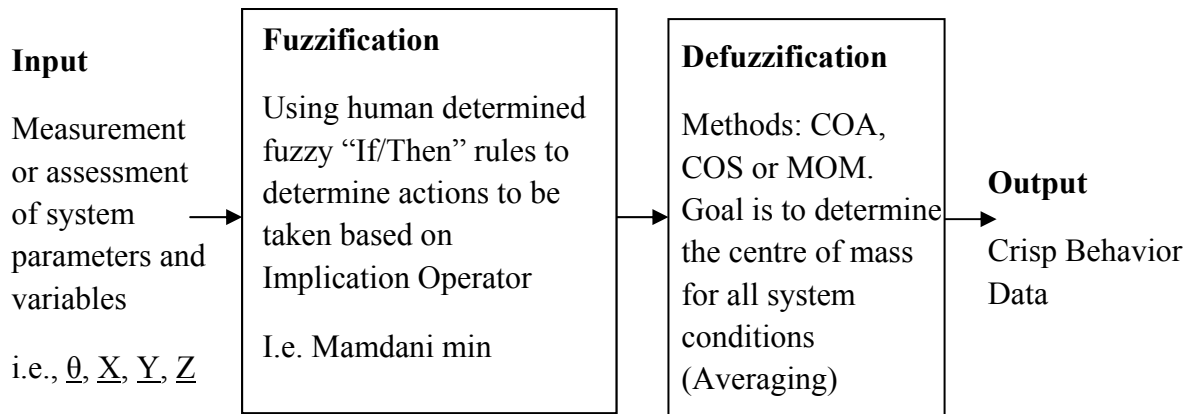 Input
Measurement
or assessment
of system
parameters and
variables
i.e., θ, X, Y, Z
Fuzzification
Using human determined
fuzzy “If/Then” rules to
determine actions to be
taken based on
Implication Operator
I.e. Mamdani min
Defuzzification
Methods: COA,
COS or MOM.
Goal is to determine
the centre of mass
for all system
conditions
(Averaging)
Output
Crisp Behavior
Data